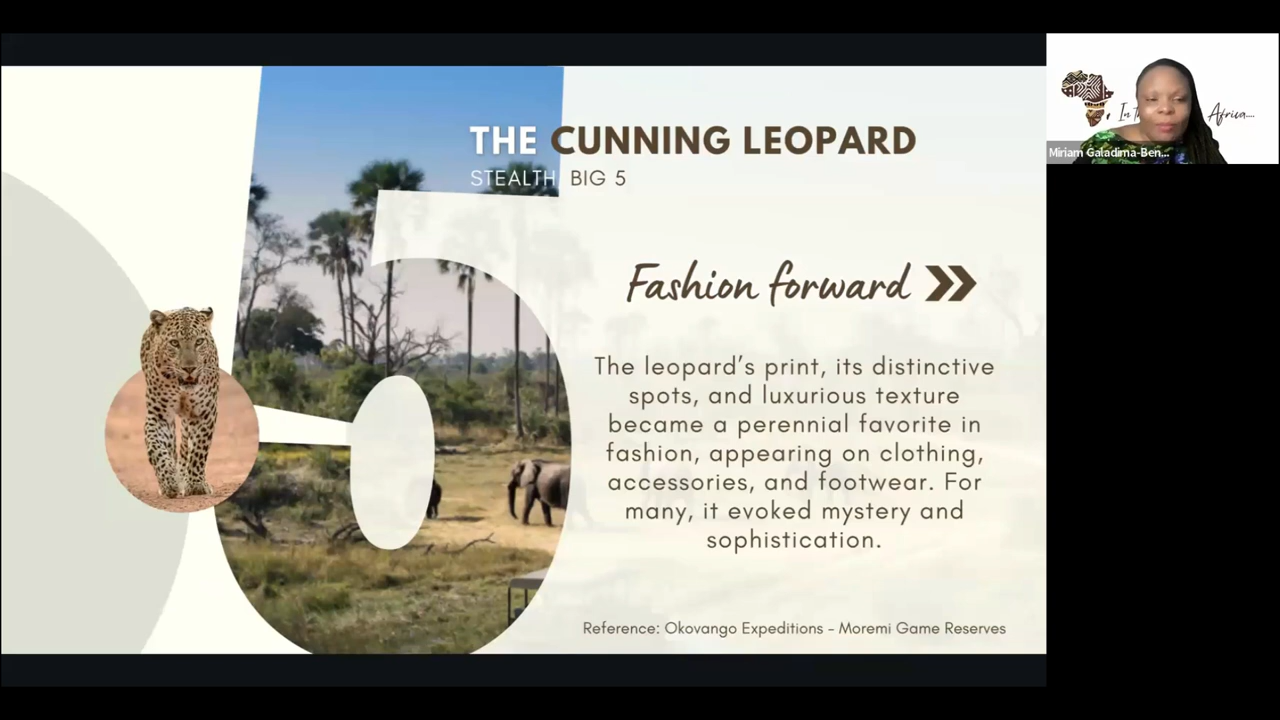 THE CUNNING LEOPARD
STEALTH BIG 5
Fashion forward
The leopard's print, its distinctive
spots, and luxurious texture
became a perennial favorite in
fashion, appearing on clothing,
accessories, and footwear. For
many, it evoked mystery and
sophistication.
Reference: Okovango Expeditions - Moremi Game Reserves
In Africa....
Miriam Galadima-Ben...